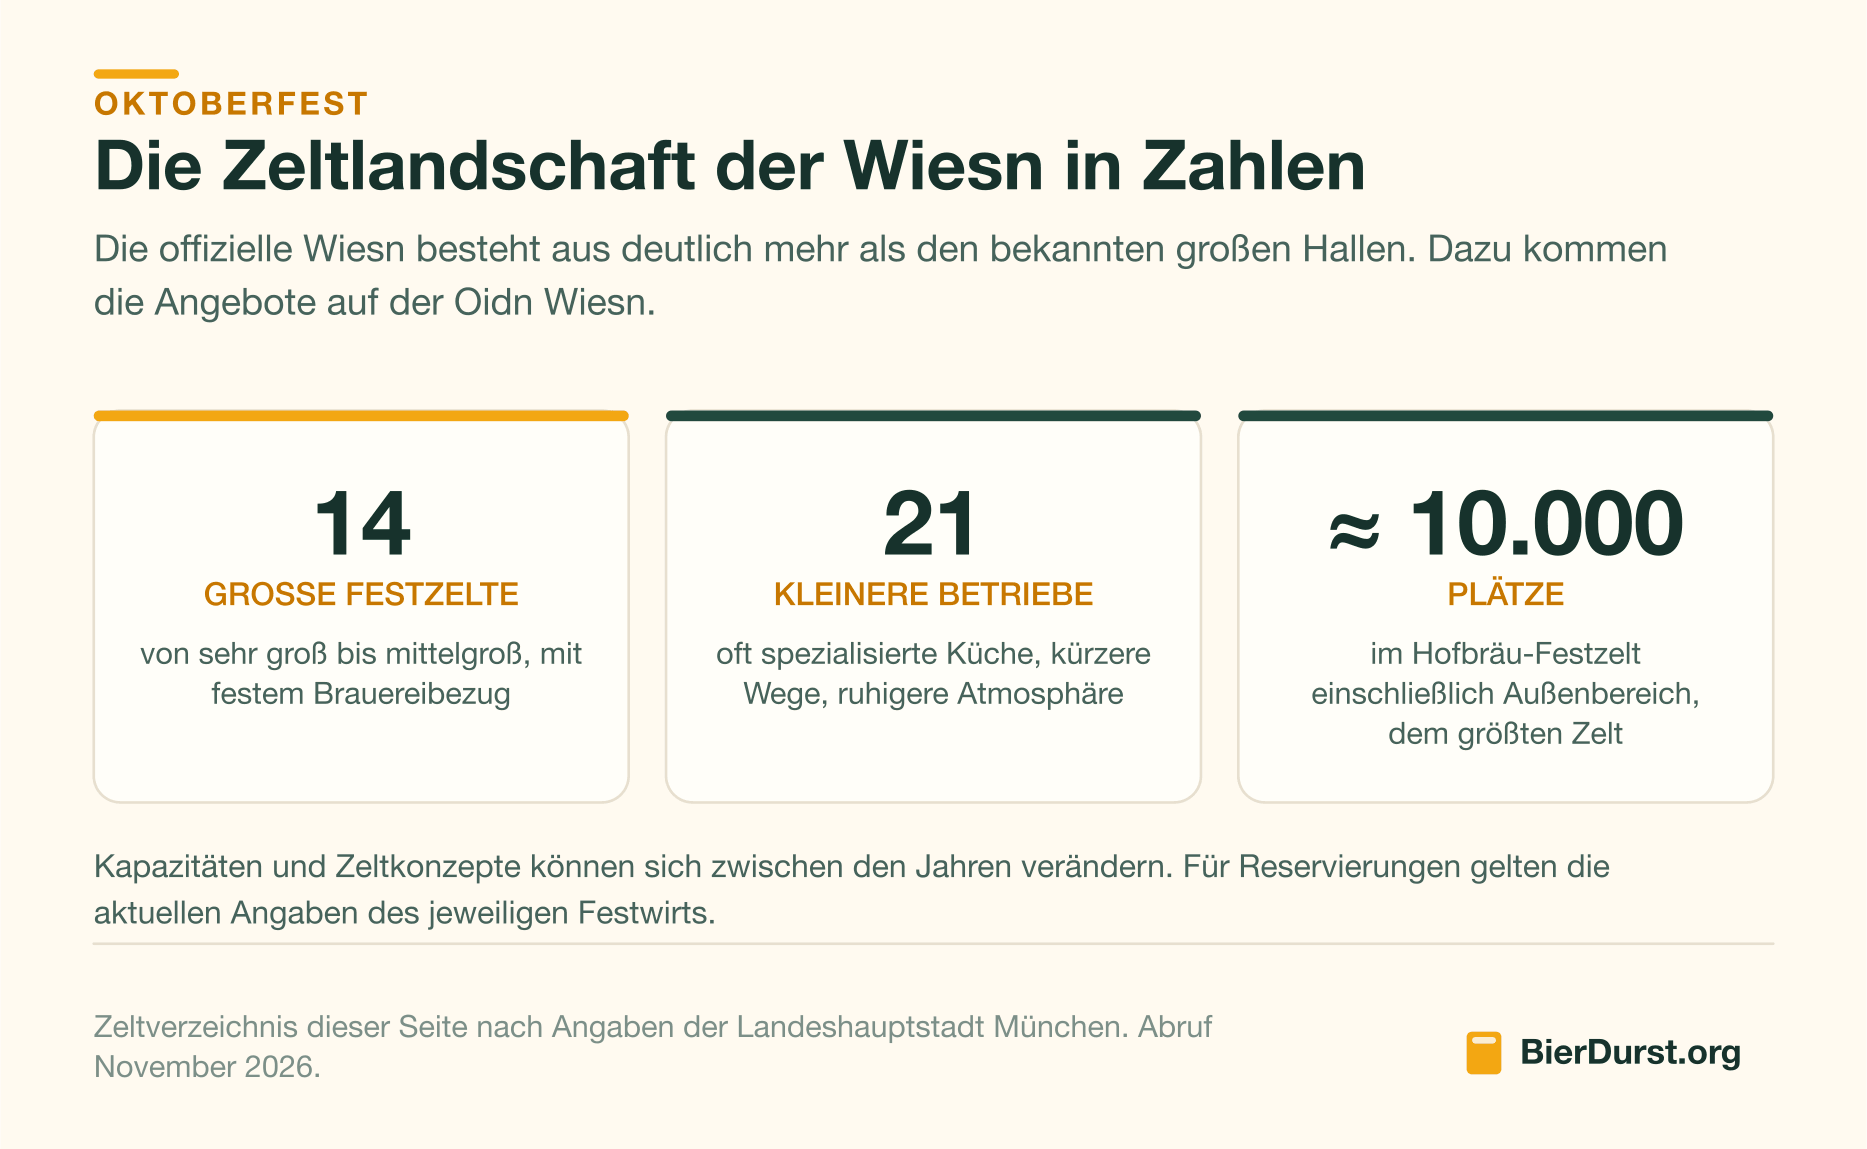 OKTOBERFEST
Die Zeltlandschaft der Wiesn in Zahlen
Die offizielle Wiesn besteht aus deutlich mehr als den bekannten großen Hallen. Dazu kommen
die Angebote auf der Oidn Wiesn.
14
GROSSE FESTZELTE
von sehr groß bis mittelgroß, mit
festem Brauereibezug
21
KLEINERE BETRIEBE
oft spezialisierte Küche, kürzere
Wege, ruhigere Atmosphäre
≈ 10.000
PLÄTZE
im Hofbräu-Festzelt
einschließlich Außenbereich,
dem größten Zelt
Kapazitäten und Zeltkonzepte können sich zwischen den Jahren verändern. Für Reservierungen gelten die
aktuellen Angaben des jeweiligen Festwirts.
Zeltverzeichnis dieser Seite nach Angaben der Landeshauptstadt München. Abruf
November 2026.
BierDurst.org